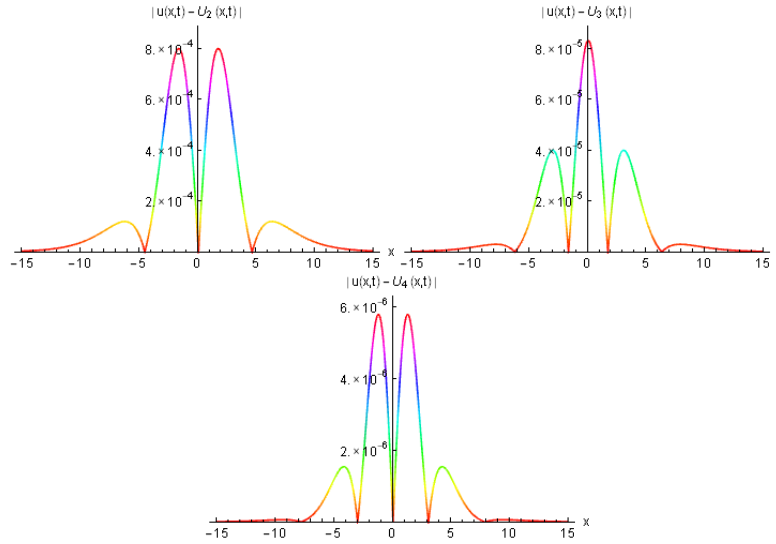 | u(x,t) − U₂ (x,t) |
8.×10⁻⁴
6.×10⁻⁴
4.×10⁻⁴
2.×10⁻⁴
−15 −10 −5 0 5 10 15 x
| u(x,t) − U₃ (x,t) |
8.×10⁻⁵
6.×10⁻⁵
4.×10⁻⁵
2.×10⁻⁵
−15 −10 −5 0 5 10 15 x
| u(x,t) − U₄ (x,t) |
6.×10⁻⁶
4.×10⁻⁶
2.×10⁻⁶
−15 −10 −5 0 5 10 15 x